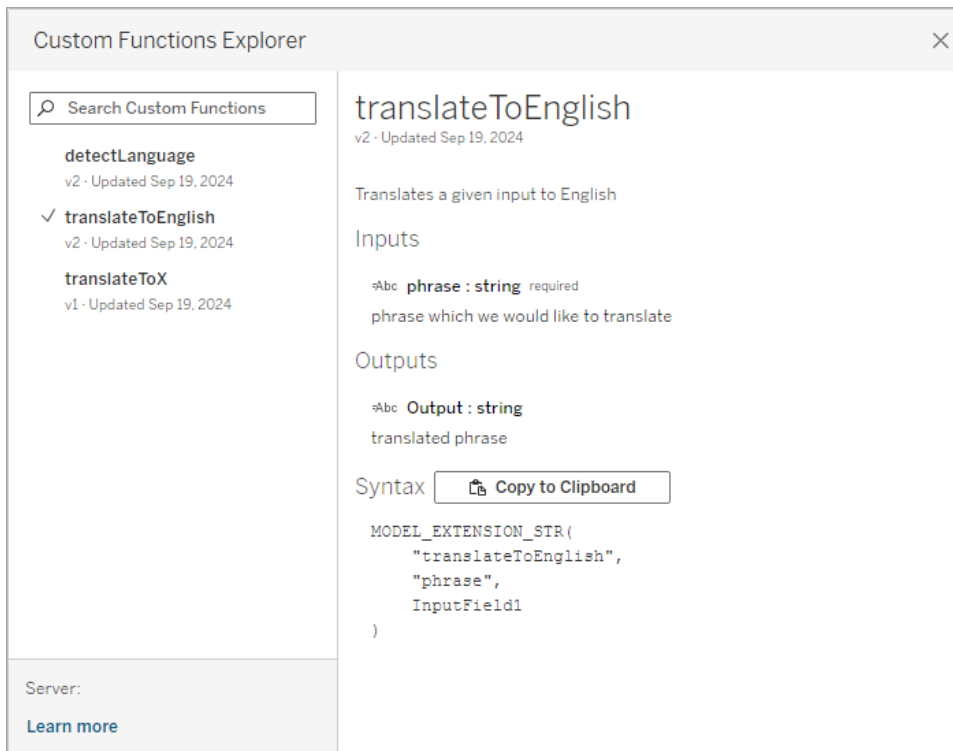 Custom Functions Explorer
Search Custom Functions
detectLanguage
v2 · Updated Sep 19, 2024
translateToEnglish
v2 · Updated Sep 19, 2024
translateToX
v1 · Updated Sep 19, 2024
Server:
Learn more
translateToEnglish
v2 · Updated Sep 19, 2024
Translates a given input to English
Inputs
=Abc phrase : string required
phrase which we would like to translate
Outputs
=Abc Output : string
translated phrase
Syntax Copy to Clipboard
MODEL_EXTENSION_STR(
    "translateToEnglish",
    "phrase",
    InputField1
)